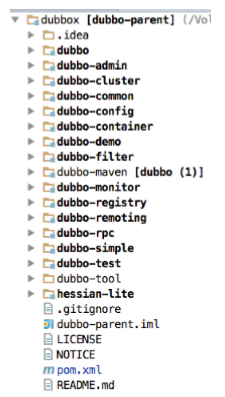 dubbox [dubbo-parent] (/Vol
.idea
dubbo
dubbo-admin
dubbo-cluster
dubbo-common
dubbo-config
dubbo-container
dubbo-demo
dubbo-filter
dubbo-maven [dubbo (1)]
dubbo-monitor
dubbo-registry
dubbo-remoting
dubbo-rpc
dubbo-simple
dubbo-test
dubbo-tool
hessian-lite
.gitignore
dubbo-parent.iml
LICENSE
NOTICE
m pom.xml
README.md